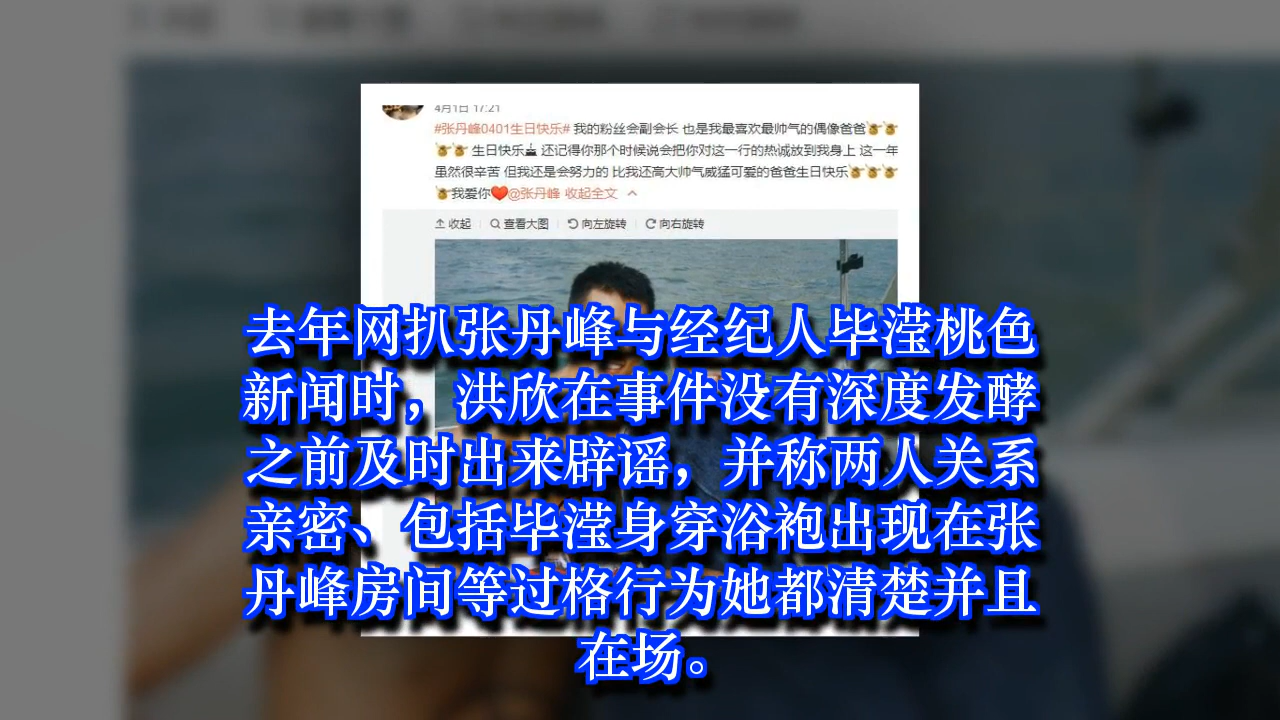 4月1日 17:21
#张丹峰0401生日快乐# 我的粉丝会副会长 也是我最喜欢最帅气的偶像爸爸
生日快乐 还记得你那个时候说会把你对这一行的热诚放到我身上 这一年
虽然很辛苦 但我还是会努力的 比我还高大帅气威猛可爱的爸爸生日快乐
我爱你❤@张丹峰 收起全文
收起 查看大图 向左旋转 向右旋转
去年网扒张丹峰与经纪人毕滢桃色
新闻时，洪欣在事件没有深度发酵
之前及时出来辟谣，并称两人关系
亲密、包括毕滢身穿浴袍出现在张
丹峰房间等过格行为她都清楚并且
在场。